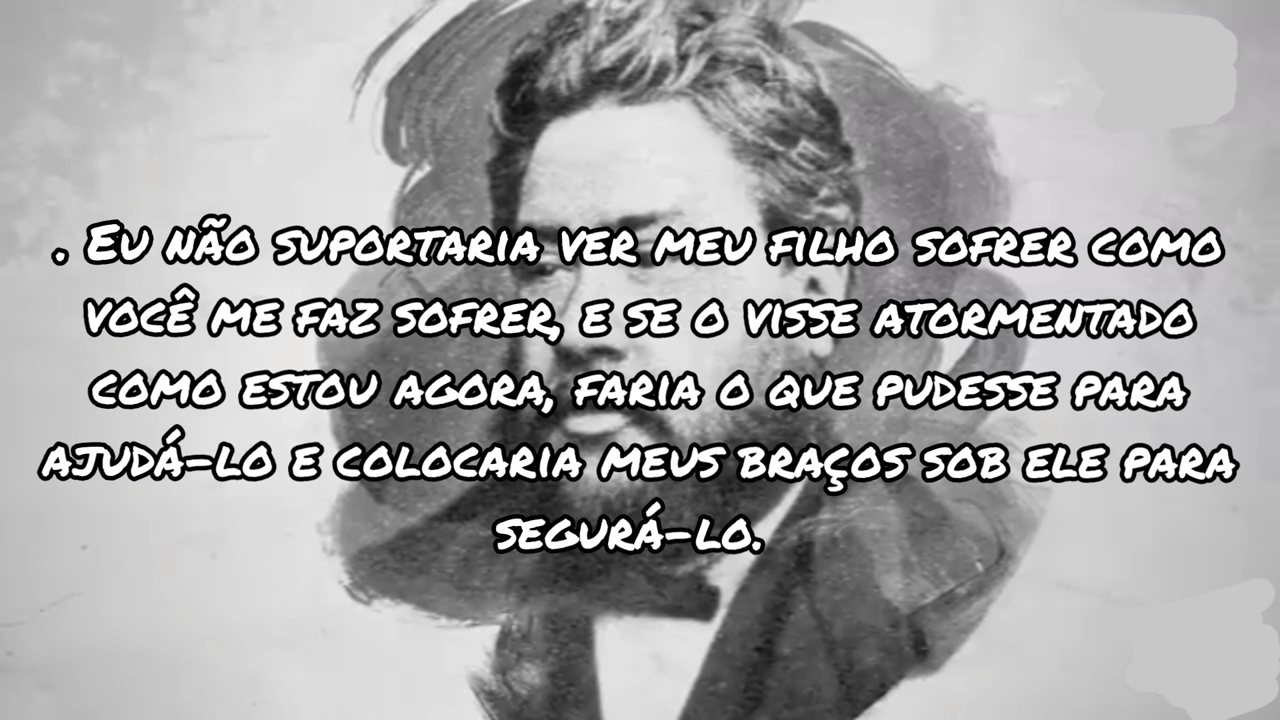 . Eu não suportaria ver meu filho sofrer como
você me faz sofrer, e se o visse atormentado
como estou agora, faria o que pudesse para
ajudá-lo e colocaria meus braços sob ele para
segurá-lo.